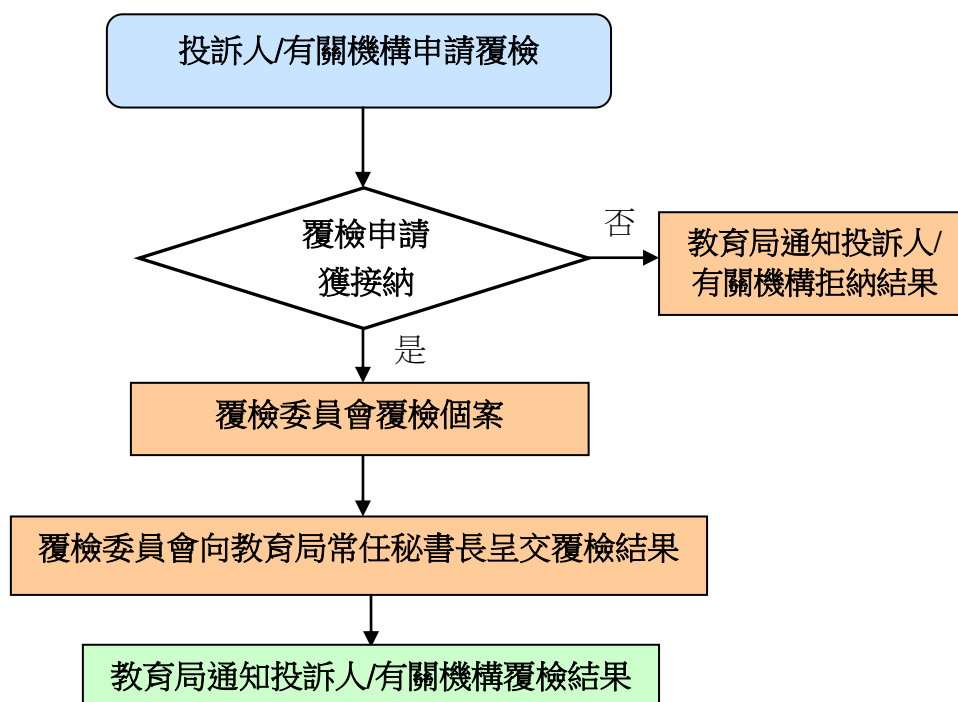 投訴人/有關機構申請覆檢
覆檢申請
獲接納
否
教育局通知投訴人/
有關機構拒納結果
是
覆檢委員會覆檢個案
覆檢委員會向教育局常任秘書長呈交覆檢結果
教育局通知投訴人/有關機構覆檢結果